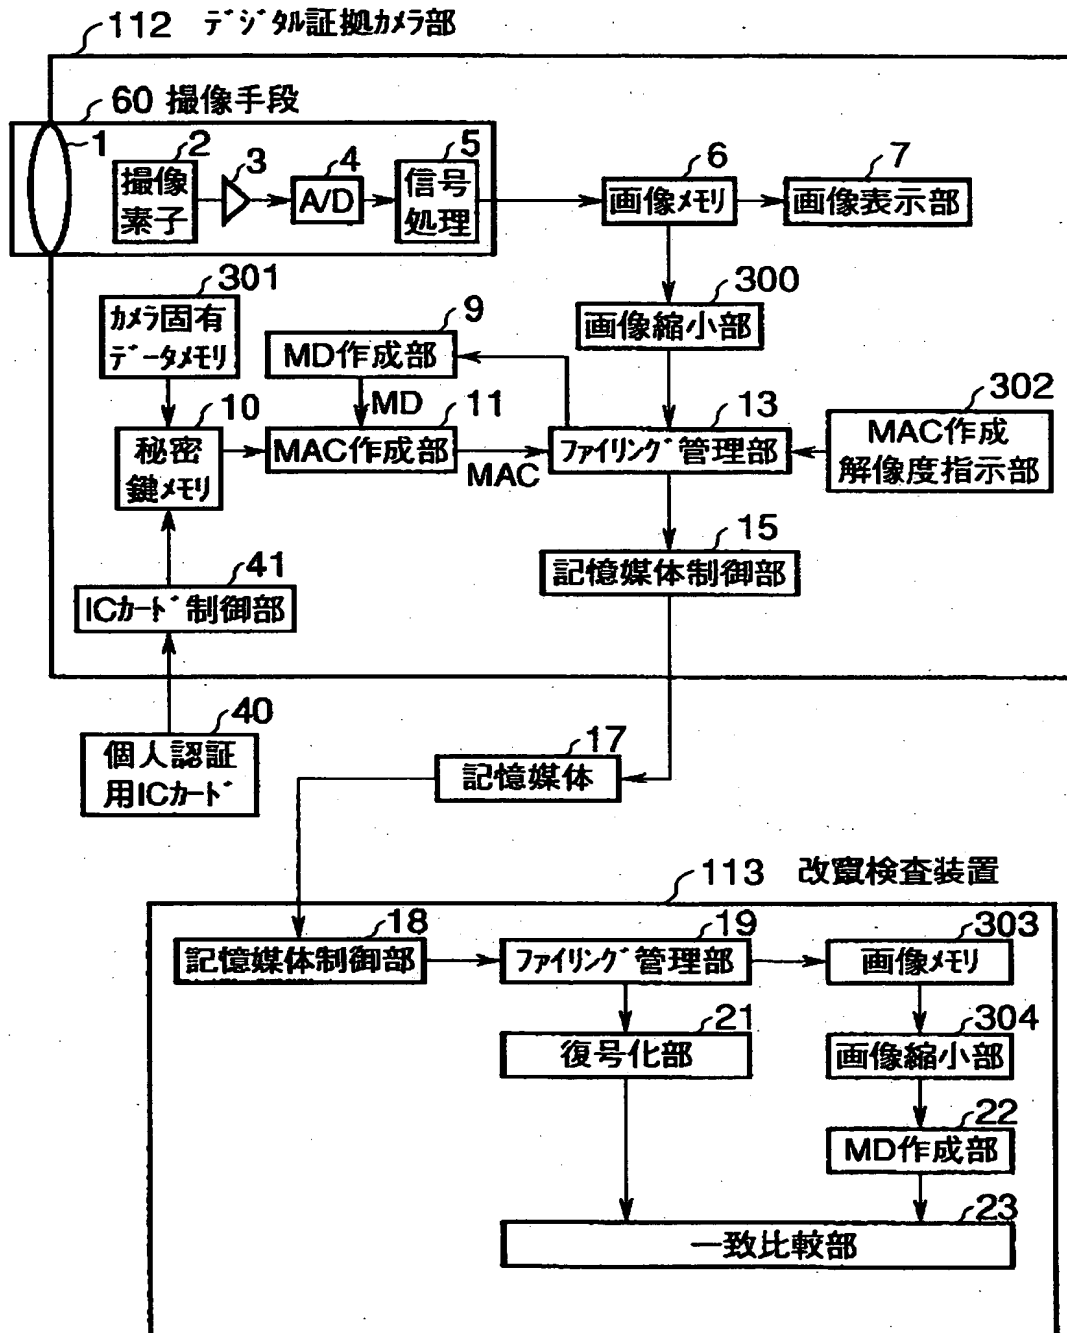 112 デジタル証拠カメラ部
60 撮像手段
1
2
3
4
5
6
7
撮像
素子
A/D
信号
処理
画像メモリ
画像表示部
301
カメラ固有
データメモリ
9
MD作成部
300
画像縮小部
MD
10
秘密
鍵メモリ
11
MAC作成部
MAC
13
ファイリング管理部
302
MAC作成
解像度指示部
15
記憶媒体制御部
41
ICカード制御部
40
個人認証
用ICカード
17
記憶媒体
113 改竄検査装置
18
記憶媒体制御部
19
ファイリング管理部
303
画像メモリ
21
復号化部
304
画像縮小部
22
MD作成部
23
一致比較部